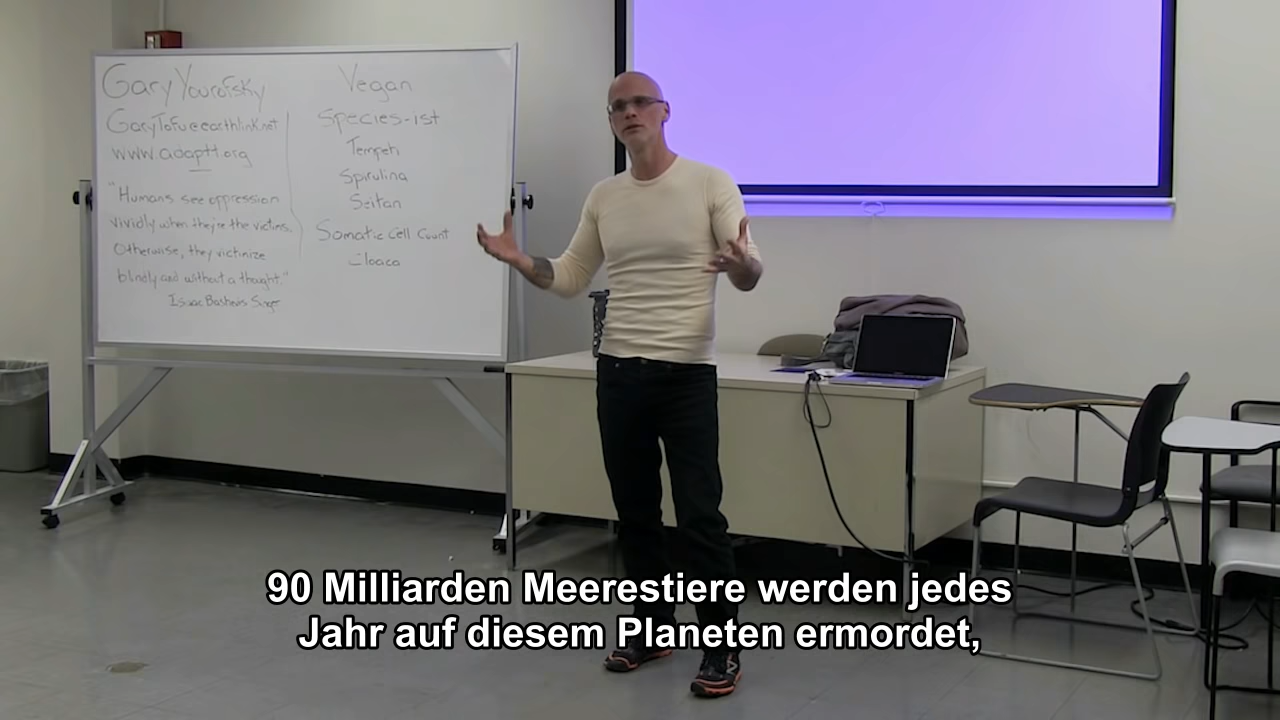 Gary Yourofsky
GaryToFu@earthlink.net
www.adaptt.org
"Humans see oppression
vividly when they're the victims.
Otherwise, they victimize
blindly and without a thought."
Isaac Bashevis Singer
Vegan
Species-ist
Tempeh
Spirulina
Seitan
Somatic Cell Count
Cloaca
90 Milliarden Meerestiere werden jedes
Jahr auf diesem Planeten ermordet,